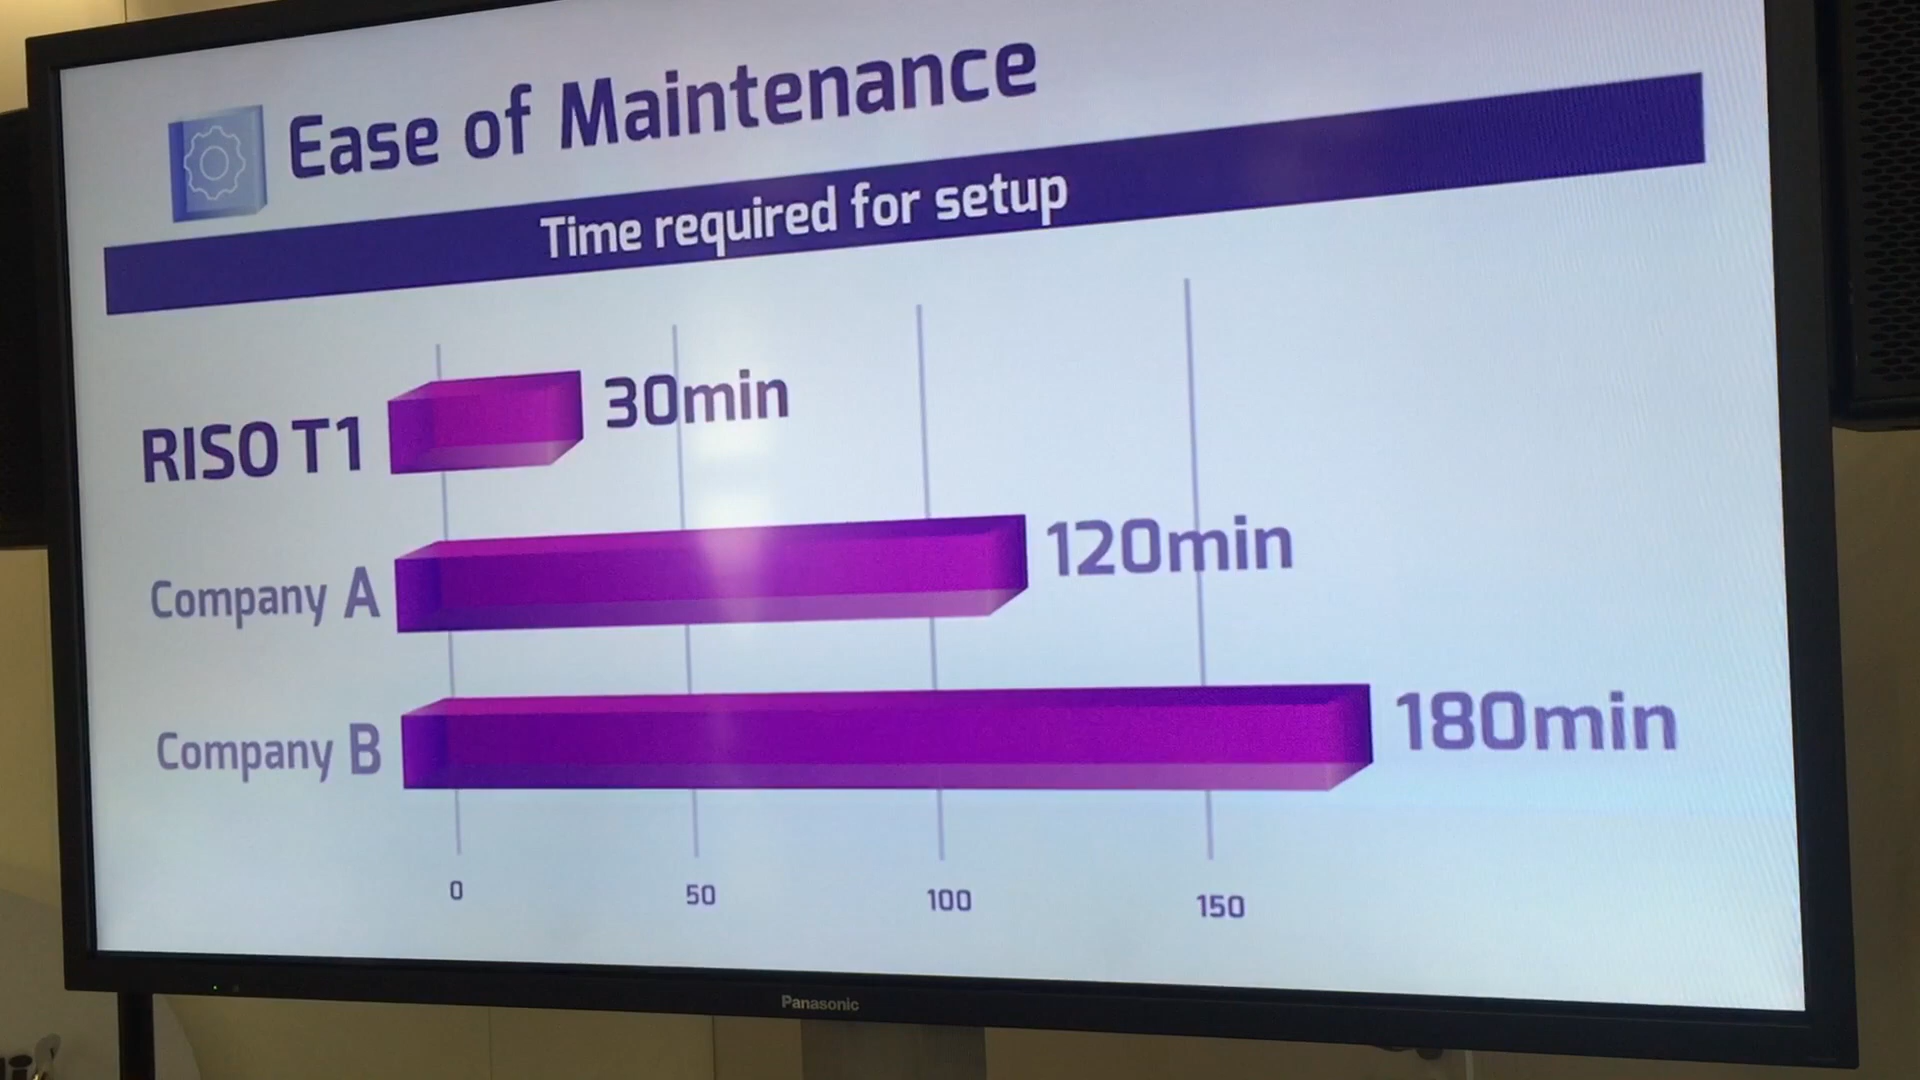 Ease of Maintenance
Time required for setup
RISO T1 30min
Company A 120min
Company B 180min
0 50 100 150
Panasonic